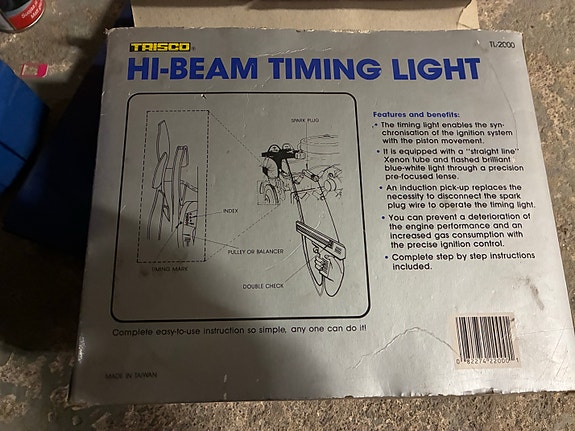 TRISCO
TL-2000
HI-BEAM TIMING LIGHT
SPARK PLUG
INDEX
PULLEY OR BALANCER
TIMING MARK
DOUBLE CHECK
Features and benefits:
• The timing light enables the syn-
chronisation of the ignition system
with the piston movement.
• It is equipped with a "straight line"
Xenon tube and flashed brilliant
blue-white light through a precision
pre-focused lense.
• An induction pick-up replaces the
necessity to disconnect the spark
plug wire to operate the timing light.
• You can prevent a deterioration of
the engine performance and an
increased gas consumption with
the precise ignition control.
• Complete step by step instructions
included.
Complete easy-to-use instruction so simple, any one can do it!
MADE IN TAIWAN
0 82274 22000